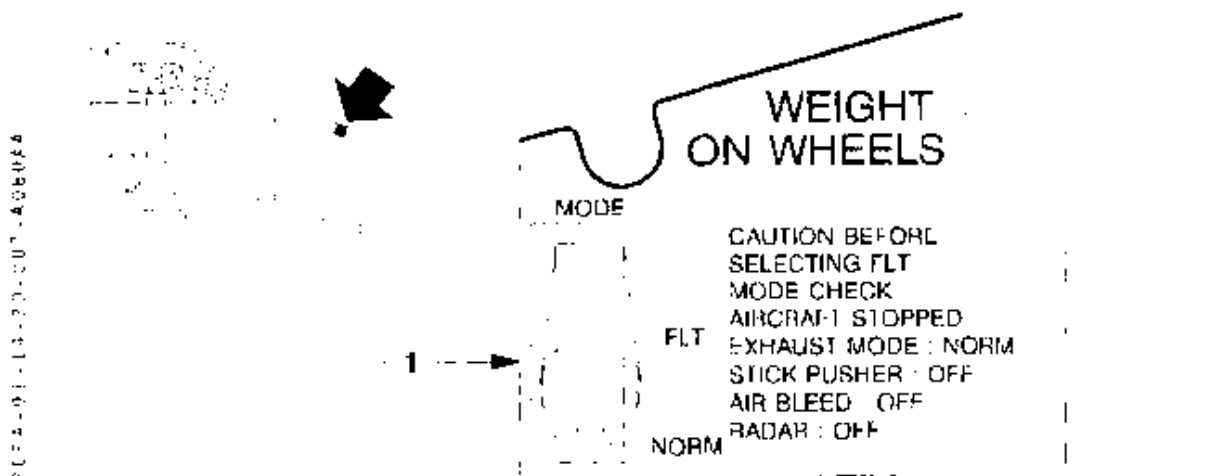 WEIGHT
ON WHEELS
MODE
CAUTION BEFORE
SELECTING FLT
MODE CHECK
AIRCRAFT STOPPED
FLT
EXHAUST MODE : NORM
1
STICK PUSHER : OFF
AIR BLEED : OFF
RADAR : OFF
NORM